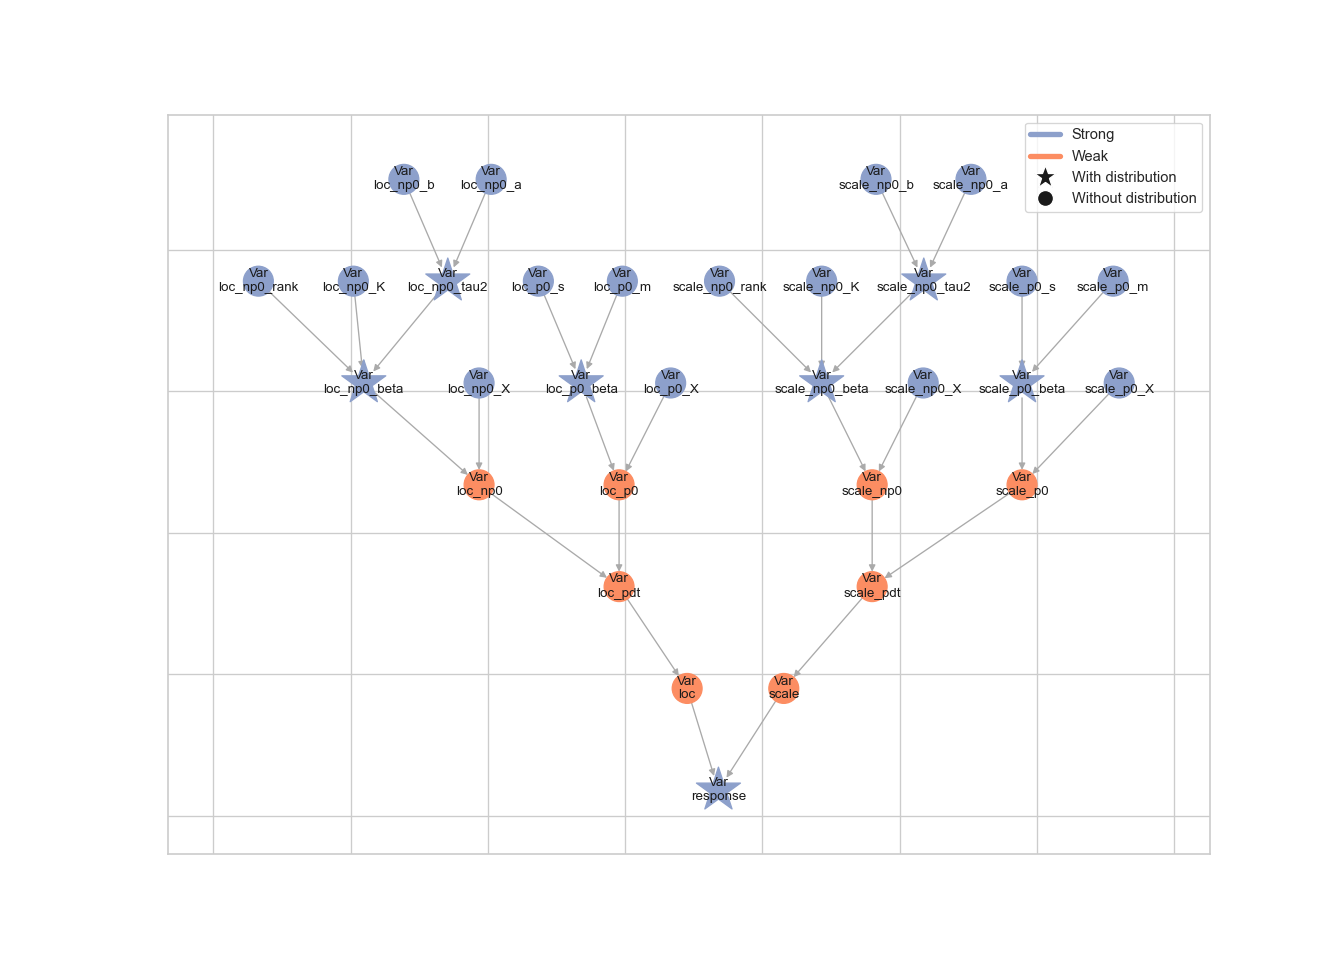 Strong
Weak
With distribution
Without distribution
Var
loc_np0_b
Var
loc_np0_a
Var
scale_np0_b
Var
scale_np0_a
Var
loc_np0_rank
Var
loc_np0_K
Var
loc_np0_tau2
Var
loc_p0_s
Var
loc_p0_m
Var
scale_np0_rank
Var
scale_np0_K
Var
scale_np0_tau2
Var
scale_p0_s
Var
scale_p0_m
Var
loc_np0_beta
Var
loc_np0_X
Var
loc_p0_beta
Var
loc_p0_X
Var
scale_np0_beta
Var
scale_np0_X
Var
scale_p0_beta
Var
scale_p0_X
Var
loc_np0
Var
loc_p0
Var
scale_np0
Var
scale_p0
Var
loc_pdt
Var
scale_pdt
Var
loc
Var
scale
Var
response